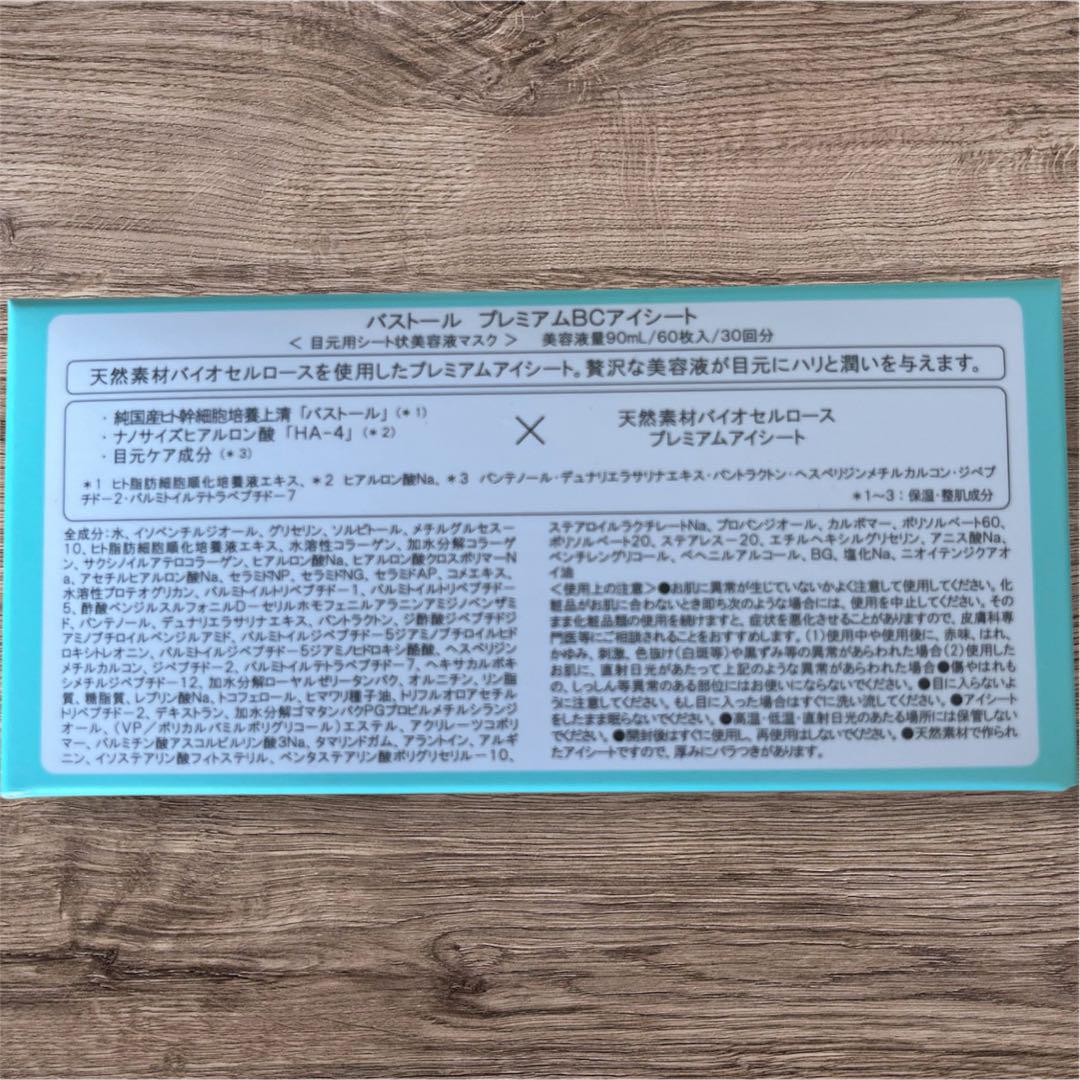 バストール　プレミアムBCアイシート
＜ 目元用シート状美容液マスク ＞　美容液量90mL/60枚入/30回分
天然素材バイオセルロースを使用したプレミアムアイシート。贅沢な美容液が目元にハリと潤いを与えます。
・純国産ヒト幹細胞培養上清「バストール」(＊1)
・ナノサイズヒアルロン酸「HA-4」(＊2)
・目元ケア成分(＊3)
×
天然素材バイオセルロース
プレミアムアイシート
＊1 ヒト脂肪細胞順化培養液エキス、＊2 ヒアルロン酸Na、＊3 パンテノール・デュナリエラサリナエキス・パントラクトン・ヘスペリジンメチルカルコン・ジペプ
チド-2・パルミトイルテトラペプチド-7
＊1～3：保湿・整肌成分
全成分：水、イソペンチルジオール、グリセリン、ソルビトール、メチルグルセス-
10、ヒト脂肪細胞順化培養液エキス、水溶性コラーゲン、加水分解コラーゲ
ン、サクシノイルアテロコラーゲン、ヒアルロン酸Na、ヒアルロン酸クロスポリマーN
a、アセチルヒアルロン酸Na、セラミドNP、セラミドNG、セラミドAP、コメエキス、
水溶性プロテオグリカン、パルミトイルトリペプチド-1、パルミトイルトリペプチド-
5、酢酸ベンジルスルフォニルD-セリルホモフェニルアラニンアミジノベンザミ
ド、パンテノール、デュナリエラサリナエキス、パントラクトン、ジ酢酸ジペプチドジ
アミノブチロイルベンジルアミド、パルミトイルジペプチド-5ジアミノブチロイルヒド
ロキシトレオニン、パルミトイルジペプチド-5ジアミノヒドロキシ酪酸、ヘスペリジン
メチルカルコン、ジペプチド-2、パルミトイルテトラペプチド-7、ヘキサカルボキ
シメチルジペプチド-12、加水分解ローヤルゼリータンパク、オルニチン、リン脂
質、糖脂質、レブリン酸Na、トコフェロール、ヒマワリ種子油、トリフルオロアセチル
トリペプチド-2、デキストラン、加水分解ゴマタンパクPGプロピルメチルシランジ
オール、(VP/ポリカルバミルポリグリコール)エステル、アクリレーツコポリ
マー、パルミチン酸アスコルビルリン酸3Na、タマリンドガム、アラントイン、アルギ
ニン、イソステアリン酸フィトステリル、ペンタステアリン酸ポリグリセリル-10、
ステアロイルラクチレートNa、プロパンジオール、カルボマー、ポリソルベート60、
ポリソルベート20、ステアレス-20、エチルヘキシルグリセリン、アニス酸Na、
ペンチレングリコール、ベヘニルアルコール、BG、塩化Na、ニオイテンジクアオ
イ油
＜使用上の注意＞●お肌に異常が生じていないかよく注意して使用してください。化
粧品がお肌に合わないとき即ち次のような場合には、使用を中止してください。その
まま化粧品類の使用を続けますと、症状を悪化させることがありますので、皮膚科専
門医等にご相談されることをおすすめします。(1)使用中や使用後に、赤味、はれ、
かゆみ、刺激、色抜け(白斑等)や黒ずみ等の異常があらわれた場合(2)使用した
お肌に、直射日光があたって上記のような異常があらわれた場合●傷やはれも
の、しっしん等異常のある部位にはお使いにならないでください。●目に入らないよ
うに注意してください。もし目に入った場合はすぐに洗い流してください。●アイシート
をしたまま眠らないでください。●高温・低温・直射日光のあたる場所には保管しない
でください。●開封後はすぐに使用し、再使用はしないでください。●天然素材で作られ
たアイシートですので、厚みにバラつきがあります。